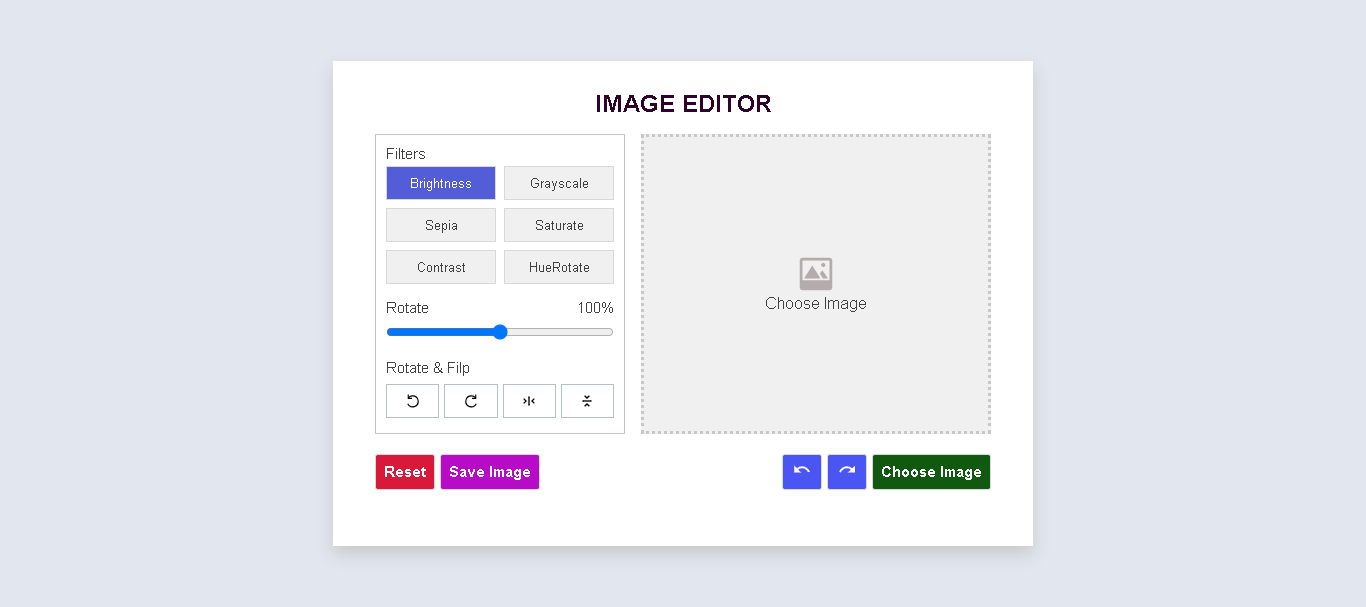 IMAGE EDITOR
Filters
Brightness
Grayscale
Sepia
Saturate
Contrast
HueRotate
Rotate 100%
Rotate & Filp
Choose Image
Reset
Save Image
Choose Image